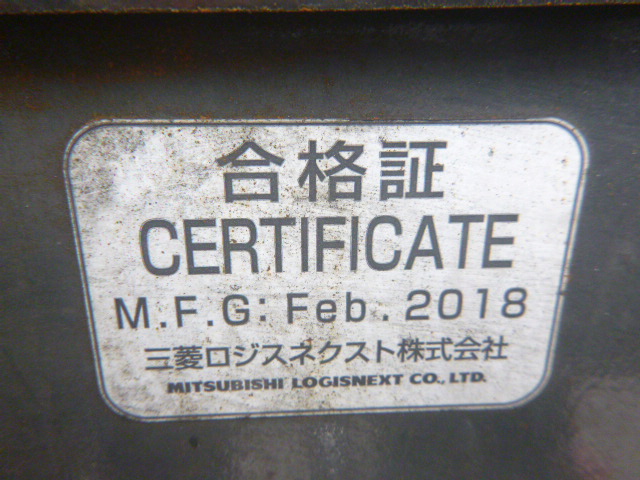 合格証
CERTIFICATE
M.F.G: Feb. 2018
三菱ロジスネクスト株式会社
MITSUBISHI LOGISNEXT CO., LTD.